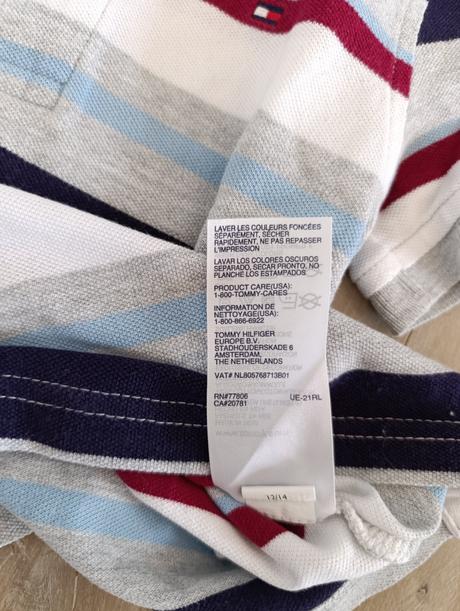 LAVER LES COULEURS FONCÉES
SÉPARÉMENT, SÉCHER
RAPIDEMENT, NE PAS REPASSER
L'IMPRESSION
LAVAR LOS COLORES OSCUROS
SEPARADO, SECAR PRONTO, NO
PLANCHE LOS ESTAMPADOS
PRODUCT CARE(USA):
1-800-TOMMY-CARES
INFORMATION DE
NETTOYAGE(USA):
1-800-866-6922
TOMMY HILFIGER
EUROPE B.V.
STADHOUDERSKADE 6
AMSTERDAM,
THE NETHERLANDS
VAT# NL805768713B01
RN#77806 UE-21RL
CA#20781
12/14